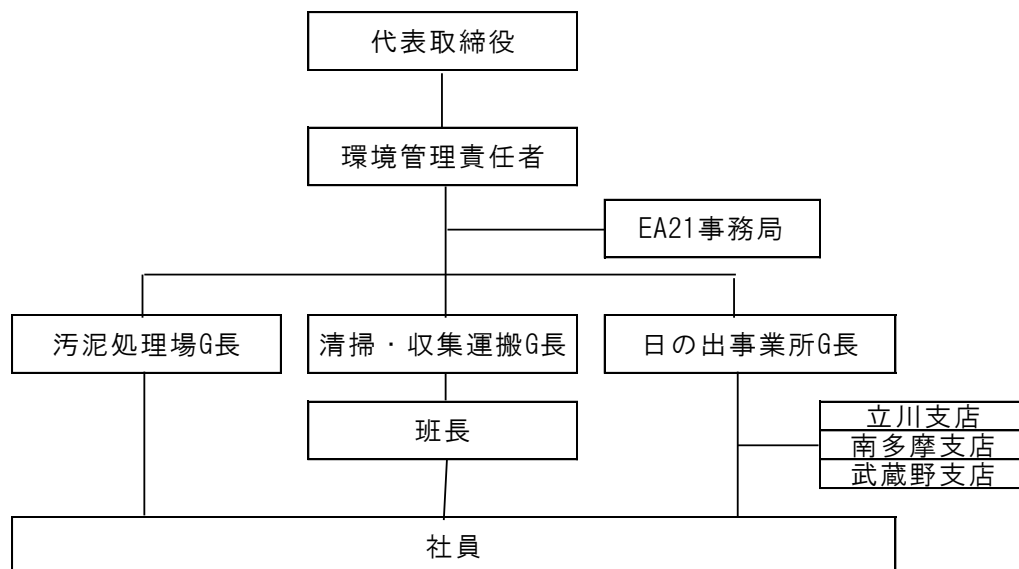 代表取締役
環境管理責任者
EA21事務局
汚泥処理場G長
清掃・収集運搬G長
日の出事業所G長
班長
立川支店
南多摩支店
武蔵野支店
社員